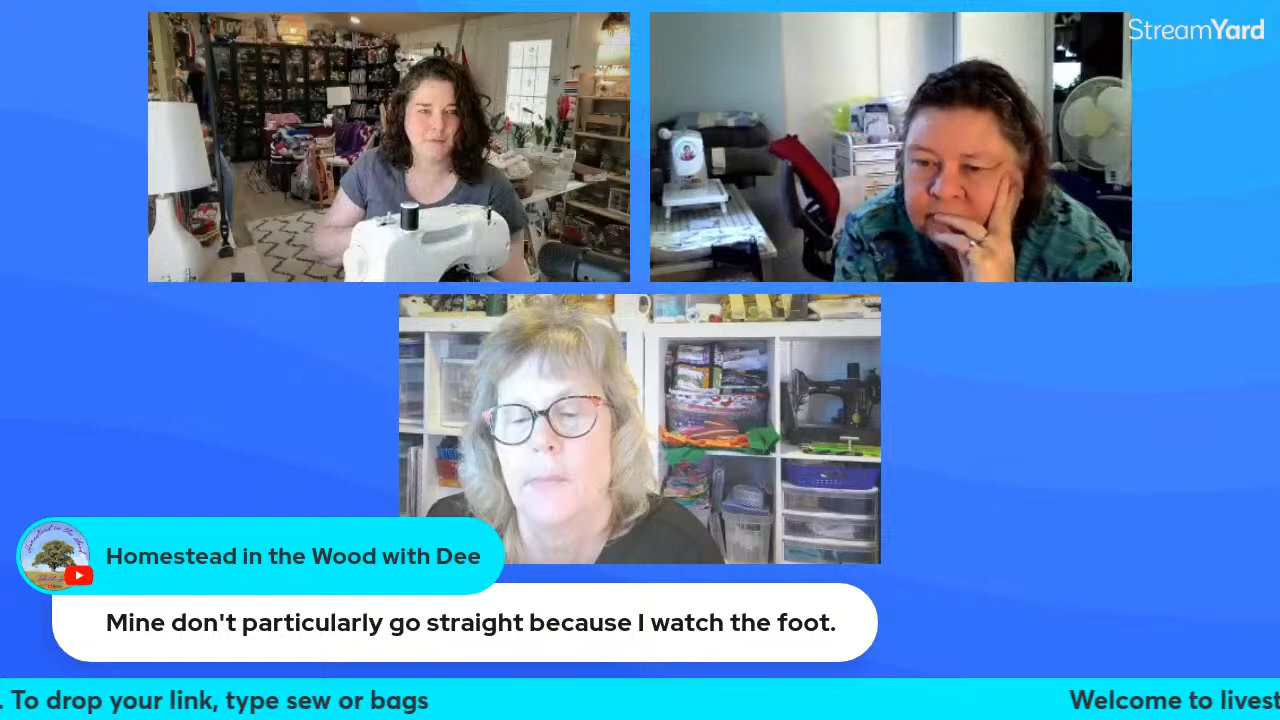 StreamYard
Homestead in the Wood with Dee
Mine don't particularly go straight because I watch the foot.
. To drop your link, type sew or bags
Welcome to livest